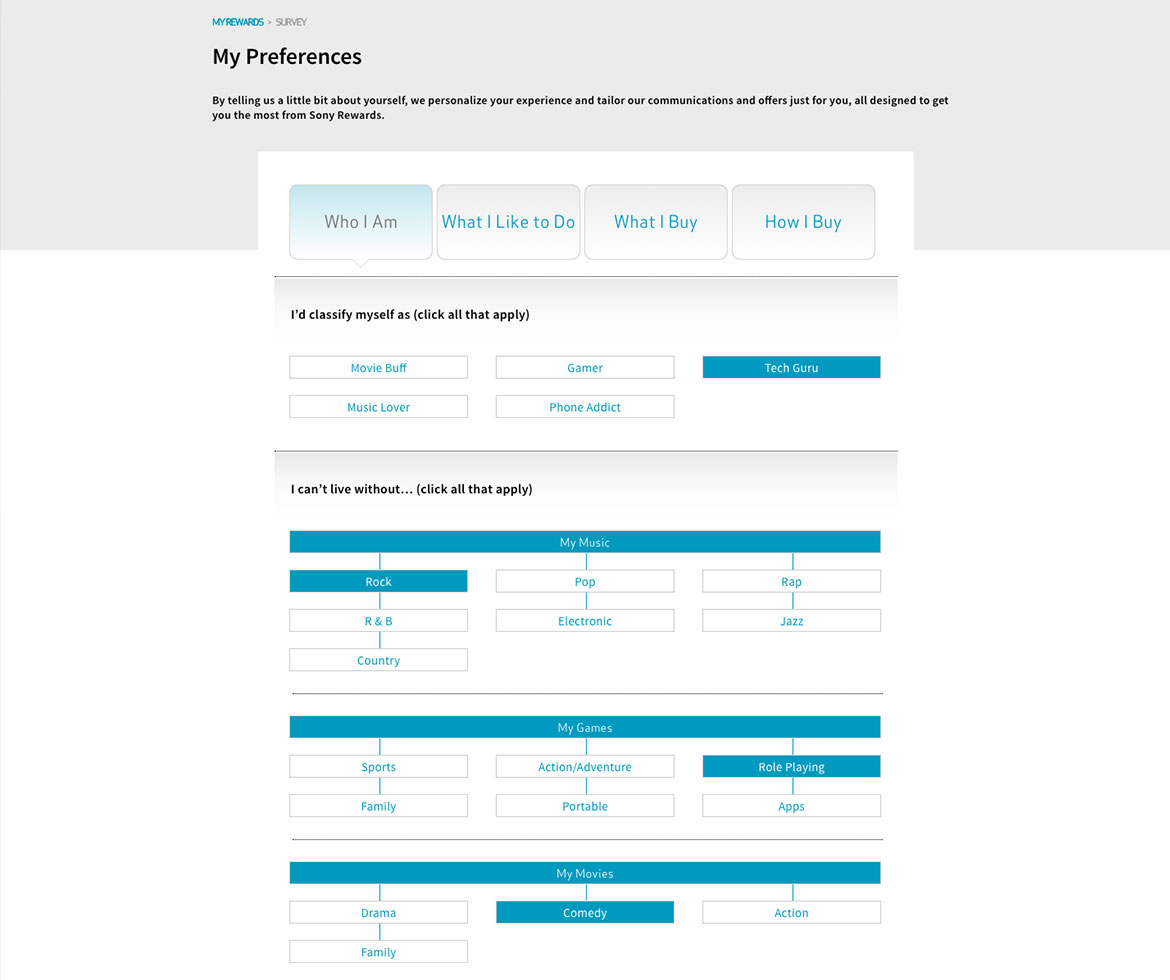 MY REWARDS > SURVEY
My Preferences
By telling us a little bit about yourself, we personalize your experience and tailor our communications and offers just for you, all designed to get
you the most from Sony Rewards.
Who I Am
What I Like to Do
What I Buy
How I Buy
I'd classify myself as (click all that apply)
Movie Buff
Gamer
Tech Guru
Music Lover
Phone Addict
I can't live without... (click all that apply)
My Music
Rock
Pop
Rap
R & B
Electronic
Jazz
Country
My Games
Sports
Action/Adventure
Role Playing
Family
Portable
Apps
My Movies
Drama
Comedy
Action
Family